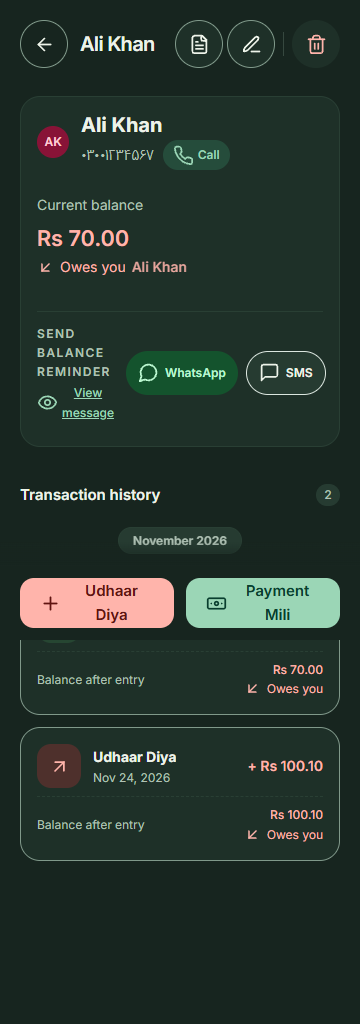 Ali Khan
AK
Ali Khan
۰۳۰۰۱۲۳۴۵۶۷
Call
Current balance
Rs 70.00
Owes you Ali Khan
SEND
BALANCE
REMINDER
View
message
WhatsApp
SMS
Transaction history
2
November 2026
Udhaar
Diya
Payment
Mili
Rs 70.00
Balance after entry
Owes you
Udhaar Diya
Nov 24, 2026
+ Rs 100.10
Rs 100.10
Balance after entry
Owes you